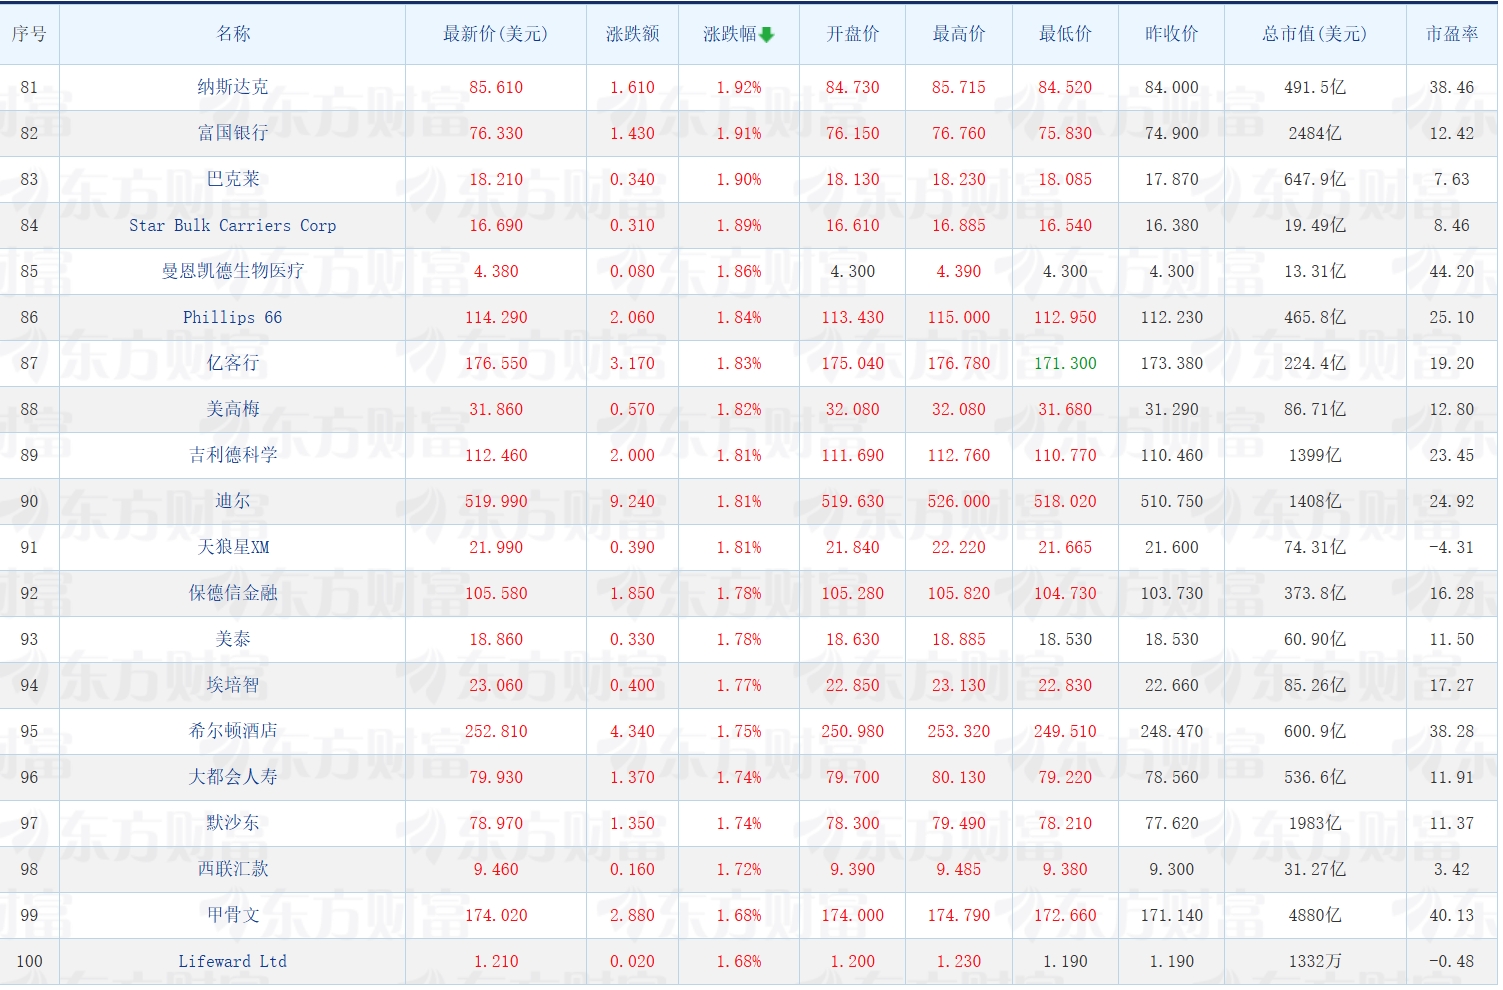 序号 名称 最新价(美元) 涨跌额 涨跌幅 开盘价 最高价 最低价 昨收价 总市值(美元) 市盈率
81 纳斯达克 85.610 1.610 1.92% 84.730 85.715 84.520 84.000 491.5亿 38.46
82 富国银行 76.330 1.430 1.91% 76.150 76.760 75.830 74.900 2484亿 12.42
83 巴克莱 18.210 0.340 1.90% 18.130 18.230 18.085 17.870 647.9亿 7.63
84 Star Bulk Carriers Corp 16.690 0.310 1.89% 16.610 16.885 16.540 16.380 19.49亿 8.46
85 曼恩凯德生物医疗 4.380 0.080 1.86% 4.300 4.390 4.300 4.300 13.31亿 44.20
86 Phillips 66 114.290 2.060 1.84% 113.430 115.000 112.950 112.230 465.8亿 25.10
87 亿客行 176.550 3.170 1.83% 175.040 176.780 171.300 173.380 224.4亿 19.20
88 美高梅 31.860 0.570 1.82% 32.080 32.080 31.680 31.290 86.71亿 12.80
89 吉利德科学 112.460 2.000 1.81% 111.690 112.760 110.770 110.460 1399亿 23.45
90 迪尔 519.990 9.240 1.81% 519.630 526.000 518.020 510.750 1408亿 24.92
91 天狼星XM 21.990 0.390 1.81% 21.840 22.220 21.665 21.600 74.31亿 -4.31
92 保德信金融 105.580 1.850 1.78% 105.280 105.820 104.730 103.730 373.8亿 16.28
93 美泰 18.860 0.330 1.78% 18.630 18.885 18.530 18.530 60.90亿 11.50
94 埃培智 23.060 0.400 1.77% 22.850 23.130 22.830 22.660 85.26亿 17.27
95 希尔顿酒店 252.810 4.340 1.75% 250.980 253.320 249.510 248.470 600.9亿 38.28
96 大都会人寿 79.930 1.370 1.74% 79.700 80.130 79.220 78.560 536.6亿 11.91
97 默沙东 78.970 1.350 1.74% 78.300 79.490 78.210 77.620 1983亿 11.37
98 西联汇款 9.460 0.160 1.72% 9.390 9.485 9.380 9.300 31.27亿 3.42
99 甲骨文 174.020 2.880 1.68% 174.000 174.790 172.660 171.140 4880亿 40.13
100 Lifeward Ltd 1.210 0.020 1.68% 1.200 1.230 1.190 1.190 1332万 -0.48
东方财富